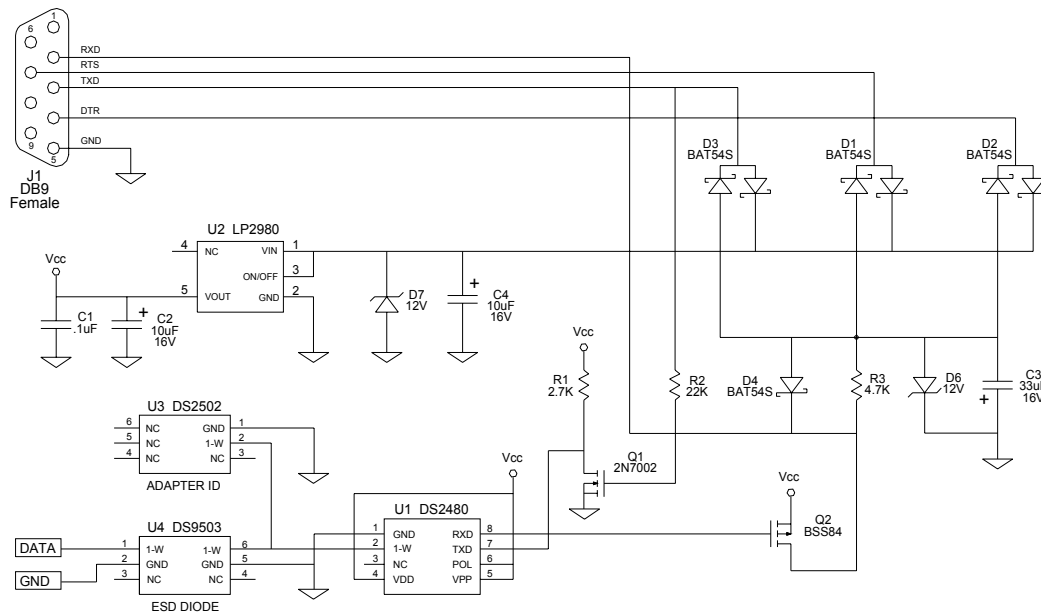 1
6
RXD
RTS
TXD
DTR
9
GND
5
J1
DB9
Female
D3
BAT54S
D1
BAT54S
D2
BAT54S
U2 LP2980
4
NC
VIN
1
ON/OFF
3
5
VOUT
GND
2
Vcc
C1
.1uF
+
C2
10uF
16V
D7
12V
+
C4
10uF
16V
Vcc
R1
2.7K
R2
22K
D4
BAT54S
R3
4.7K
D6
12V
C3
33u
16V
+
U3 DS2502
6
NC
GND
1
5
NC
1-W
2
4
NC
NC
3
ADAPTER ID
Q1
2N7002
Vcc
Vcc
Q2
BSS84
U1 DS2480
1
GND
RXD
8
2
1-W
TXD
7
3
NC
POL
6
4
VDD
VPP
5
U4 DS9503
DATA
1
1-W
1-W
6
GND
2
GND
GND
5
3
NC
NC
4
ESD DIODE